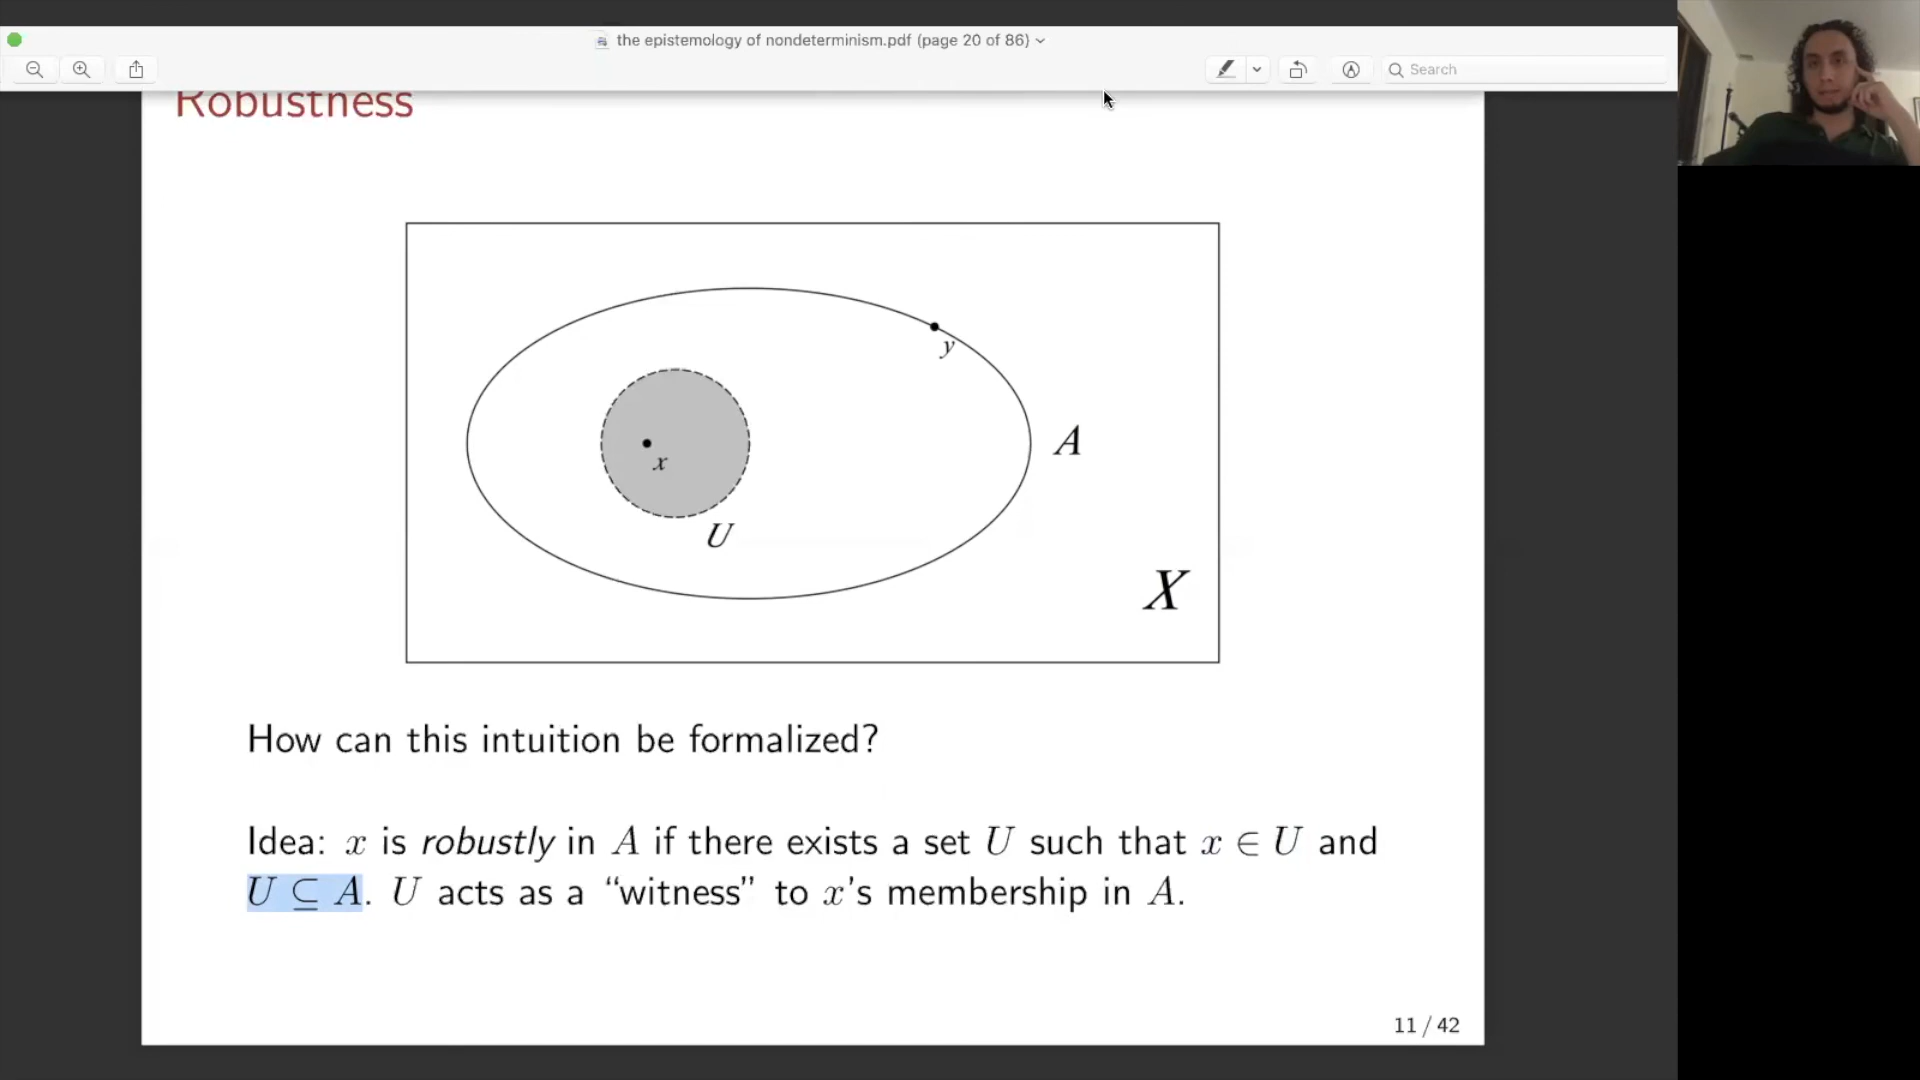 the epistemology of nondeterminism.pdf (page 20 of 86)
Search
Robustness
y
x
A
U
X
How can this intuition be formalized?
Idea: x is robustly in A if there exists a set U such that x ∈ U and
U ⊆ A. U acts as a “witness” to x’s membership in A.
11 / 42